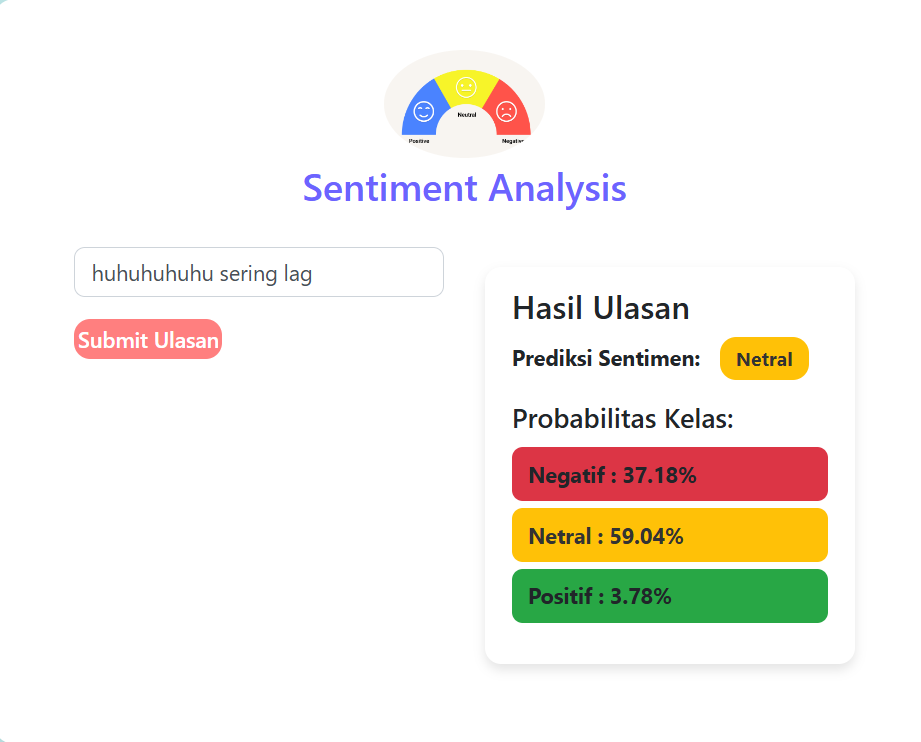 Neutral
Positive
Negative
Sentiment Analysis
huhuhuhuhu sering lag
Submit Ulasan
Hasil Ulasan
Prediksi Sentimen: Netral
Probabilitas Kelas:
Negatif : 37.18%
Netral : 59.04%
Positif : 3.78%